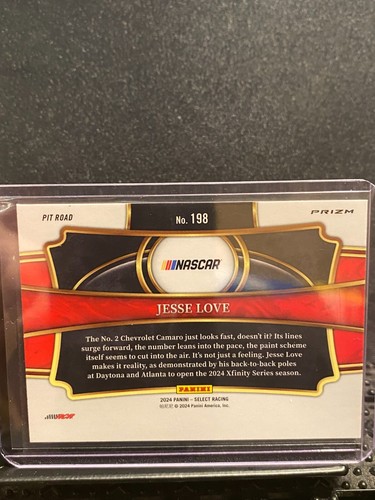 PIT ROAD
No. 198
PRIZM
NASCAR
JESSE LOVE
The No. 2 Chevrolet Camaro just looks fast, doesn't it? Its lines
surge forward, the number leans into the pace, the paint scheme
itself seems to cut into the air. It's not just a feeling. Jesse Love
makes it reality, as demonstrated by his back-to-back poles
at Daytona and Atlanta to open the 2024 Xfinity Series season.
PANINI
2024 PANINI – SELECT RACING
© 2024 Panini America, Inc.
RCR